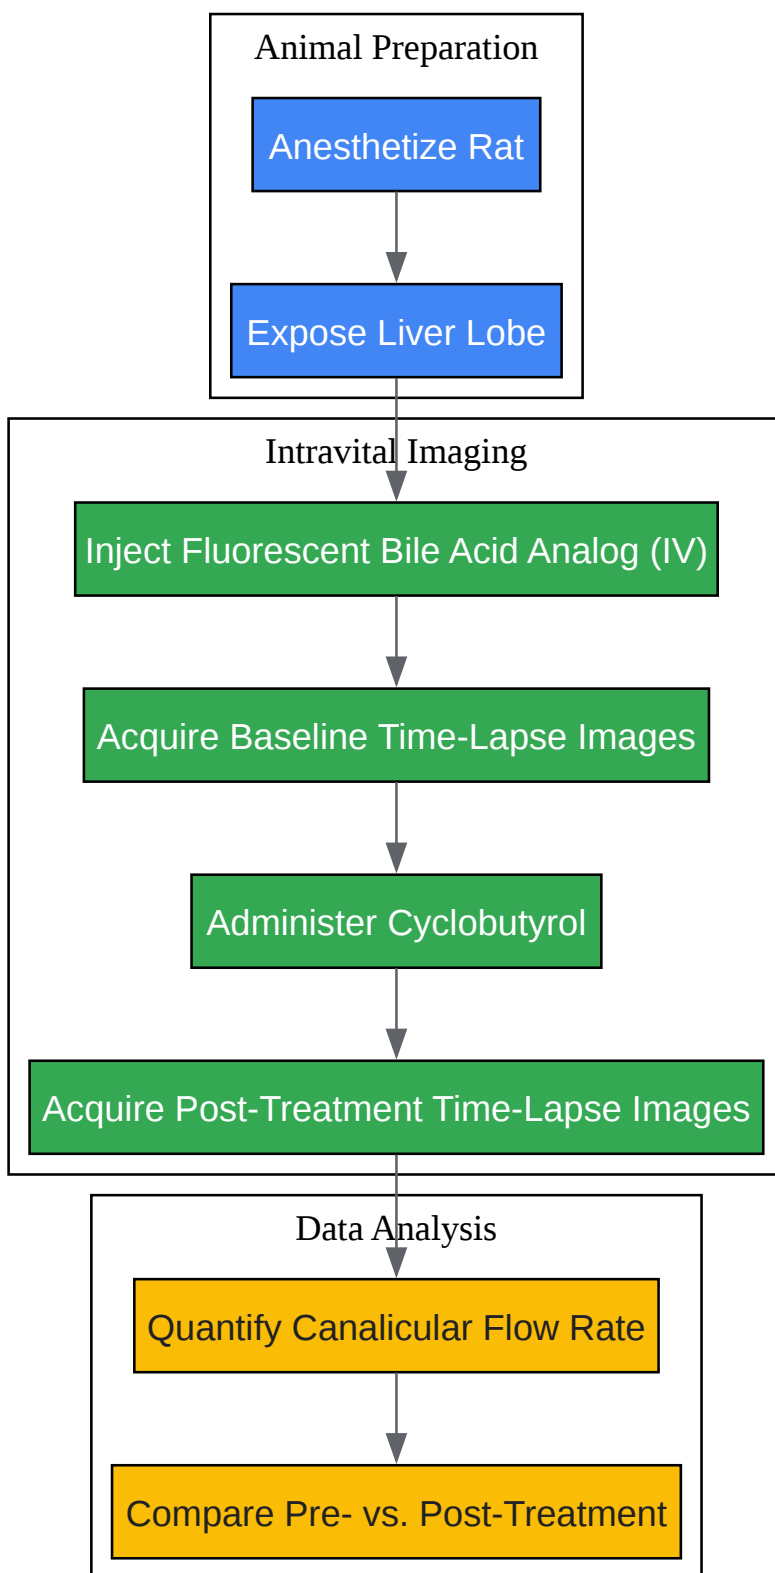 Animal Preparation
Anesthetize Rat
Expose Liver Lobe
Intravital Imaging
Inject Fluorescent Bile Acid Analog (IV)
Acquire Baseline Time-Lapse Images
Administer Cyclobutyrol
Acquire Post-Treatment Time-Lapse Images
Data Analysis
Quantify Canalicular Flow Rate
Compare Pre- vs. Post-Treatment